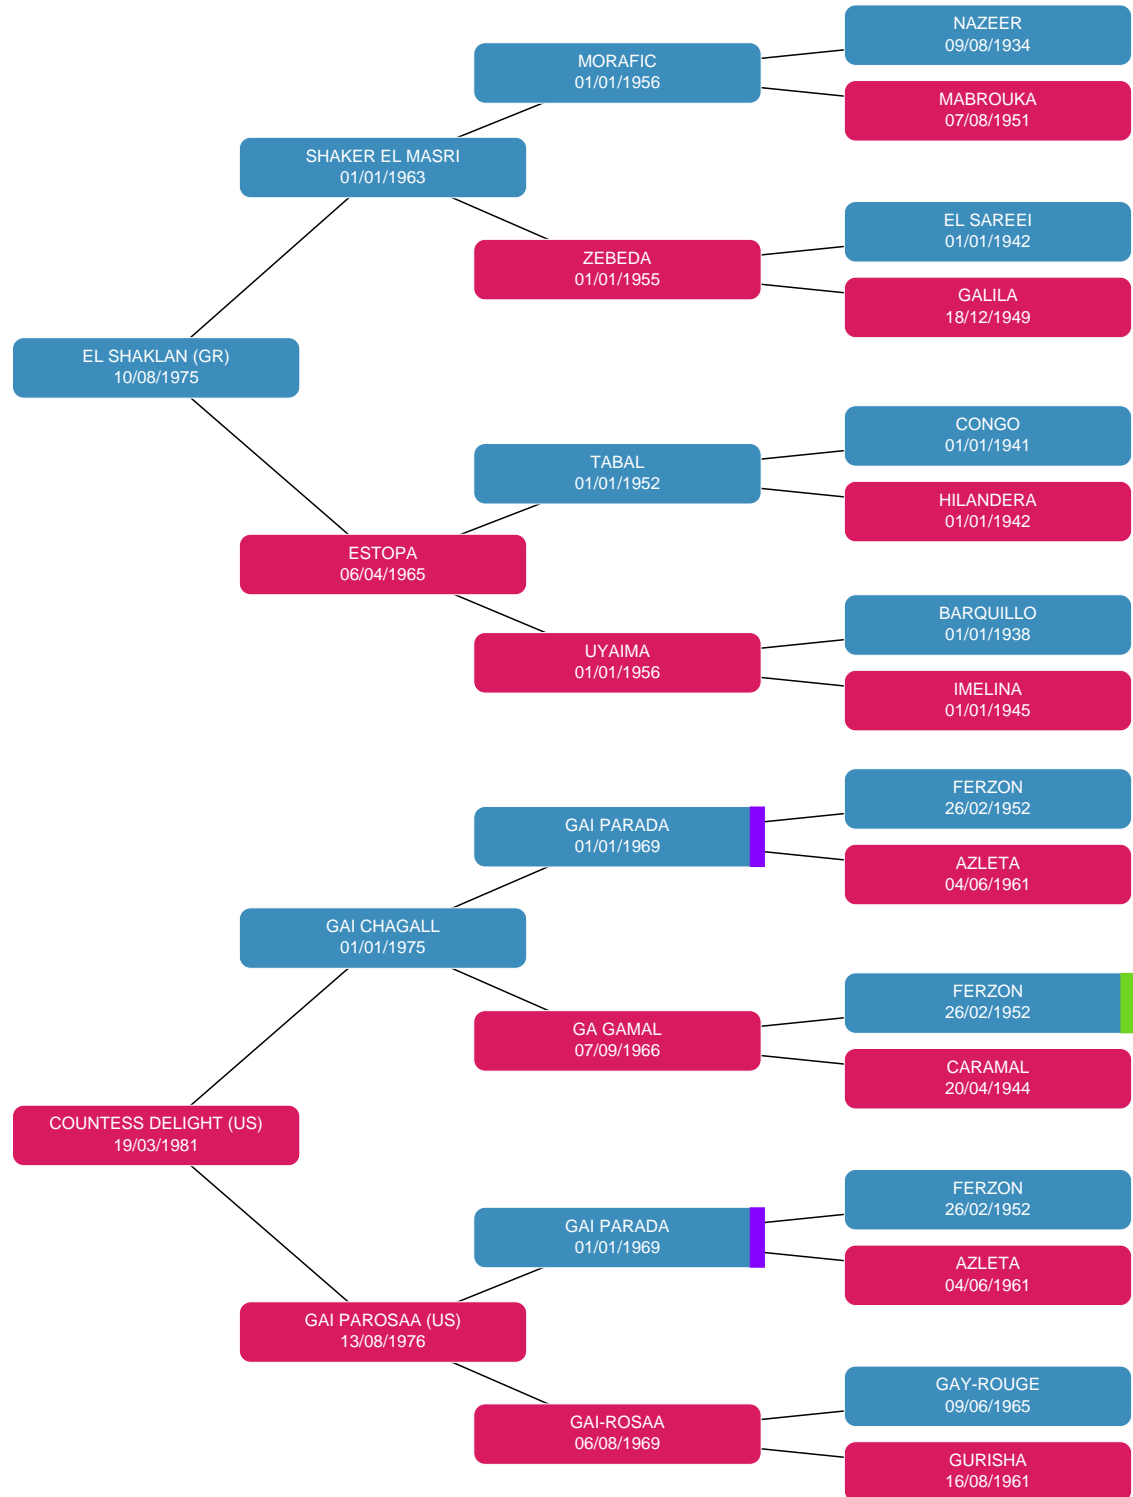 NAZEER
09/08/1934
MORAFIC
01/01/1956
MABROUKA
07/08/1951
SHAKER EL MASRI
01/01/1963
EL SAREEI
01/01/1942
ZEBEDA
01/01/1955
GALILA
18/12/1949
EL SHAKLAN (GR)
10/08/1975
CONGO
01/01/1941
TABAL
01/01/1952
HILANDERA
01/01/1942
ESTOPA
06/04/1965
BARQUILLO
01/01/1938
UYAIMA
01/01/1956
IMELINA
01/01/1945
FERZON
26/02/1952
GAI PARADA
01/01/1969
AZLETA
04/06/1961
GAI CHAGALL
01/01/1975
FERZON
26/02/1952
GA GAMAL
07/09/1966
CARAMAL
20/04/1944
COUNTESS DELIGHT (US)
19/03/1981
FERZON
26/02/1952
GAI PARADA
01/01/1969
AZLETA
04/06/1961
GAI PAROSAA (US)
13/08/1976
GAY-ROUGE
09/06/1965
GAI-ROSAA
06/08/1969
GURISHA
16/08/1961